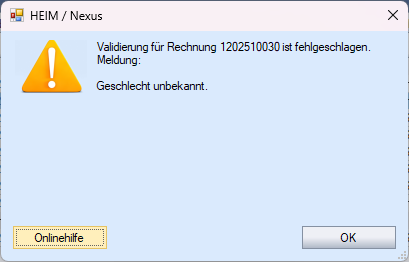 HEIM / Nexus
Validierung für Rechnung 1202510030 ist fehlgeschlagen.
Meldung:
Geschlecht unbekannt.
Onlinehilfe
OK